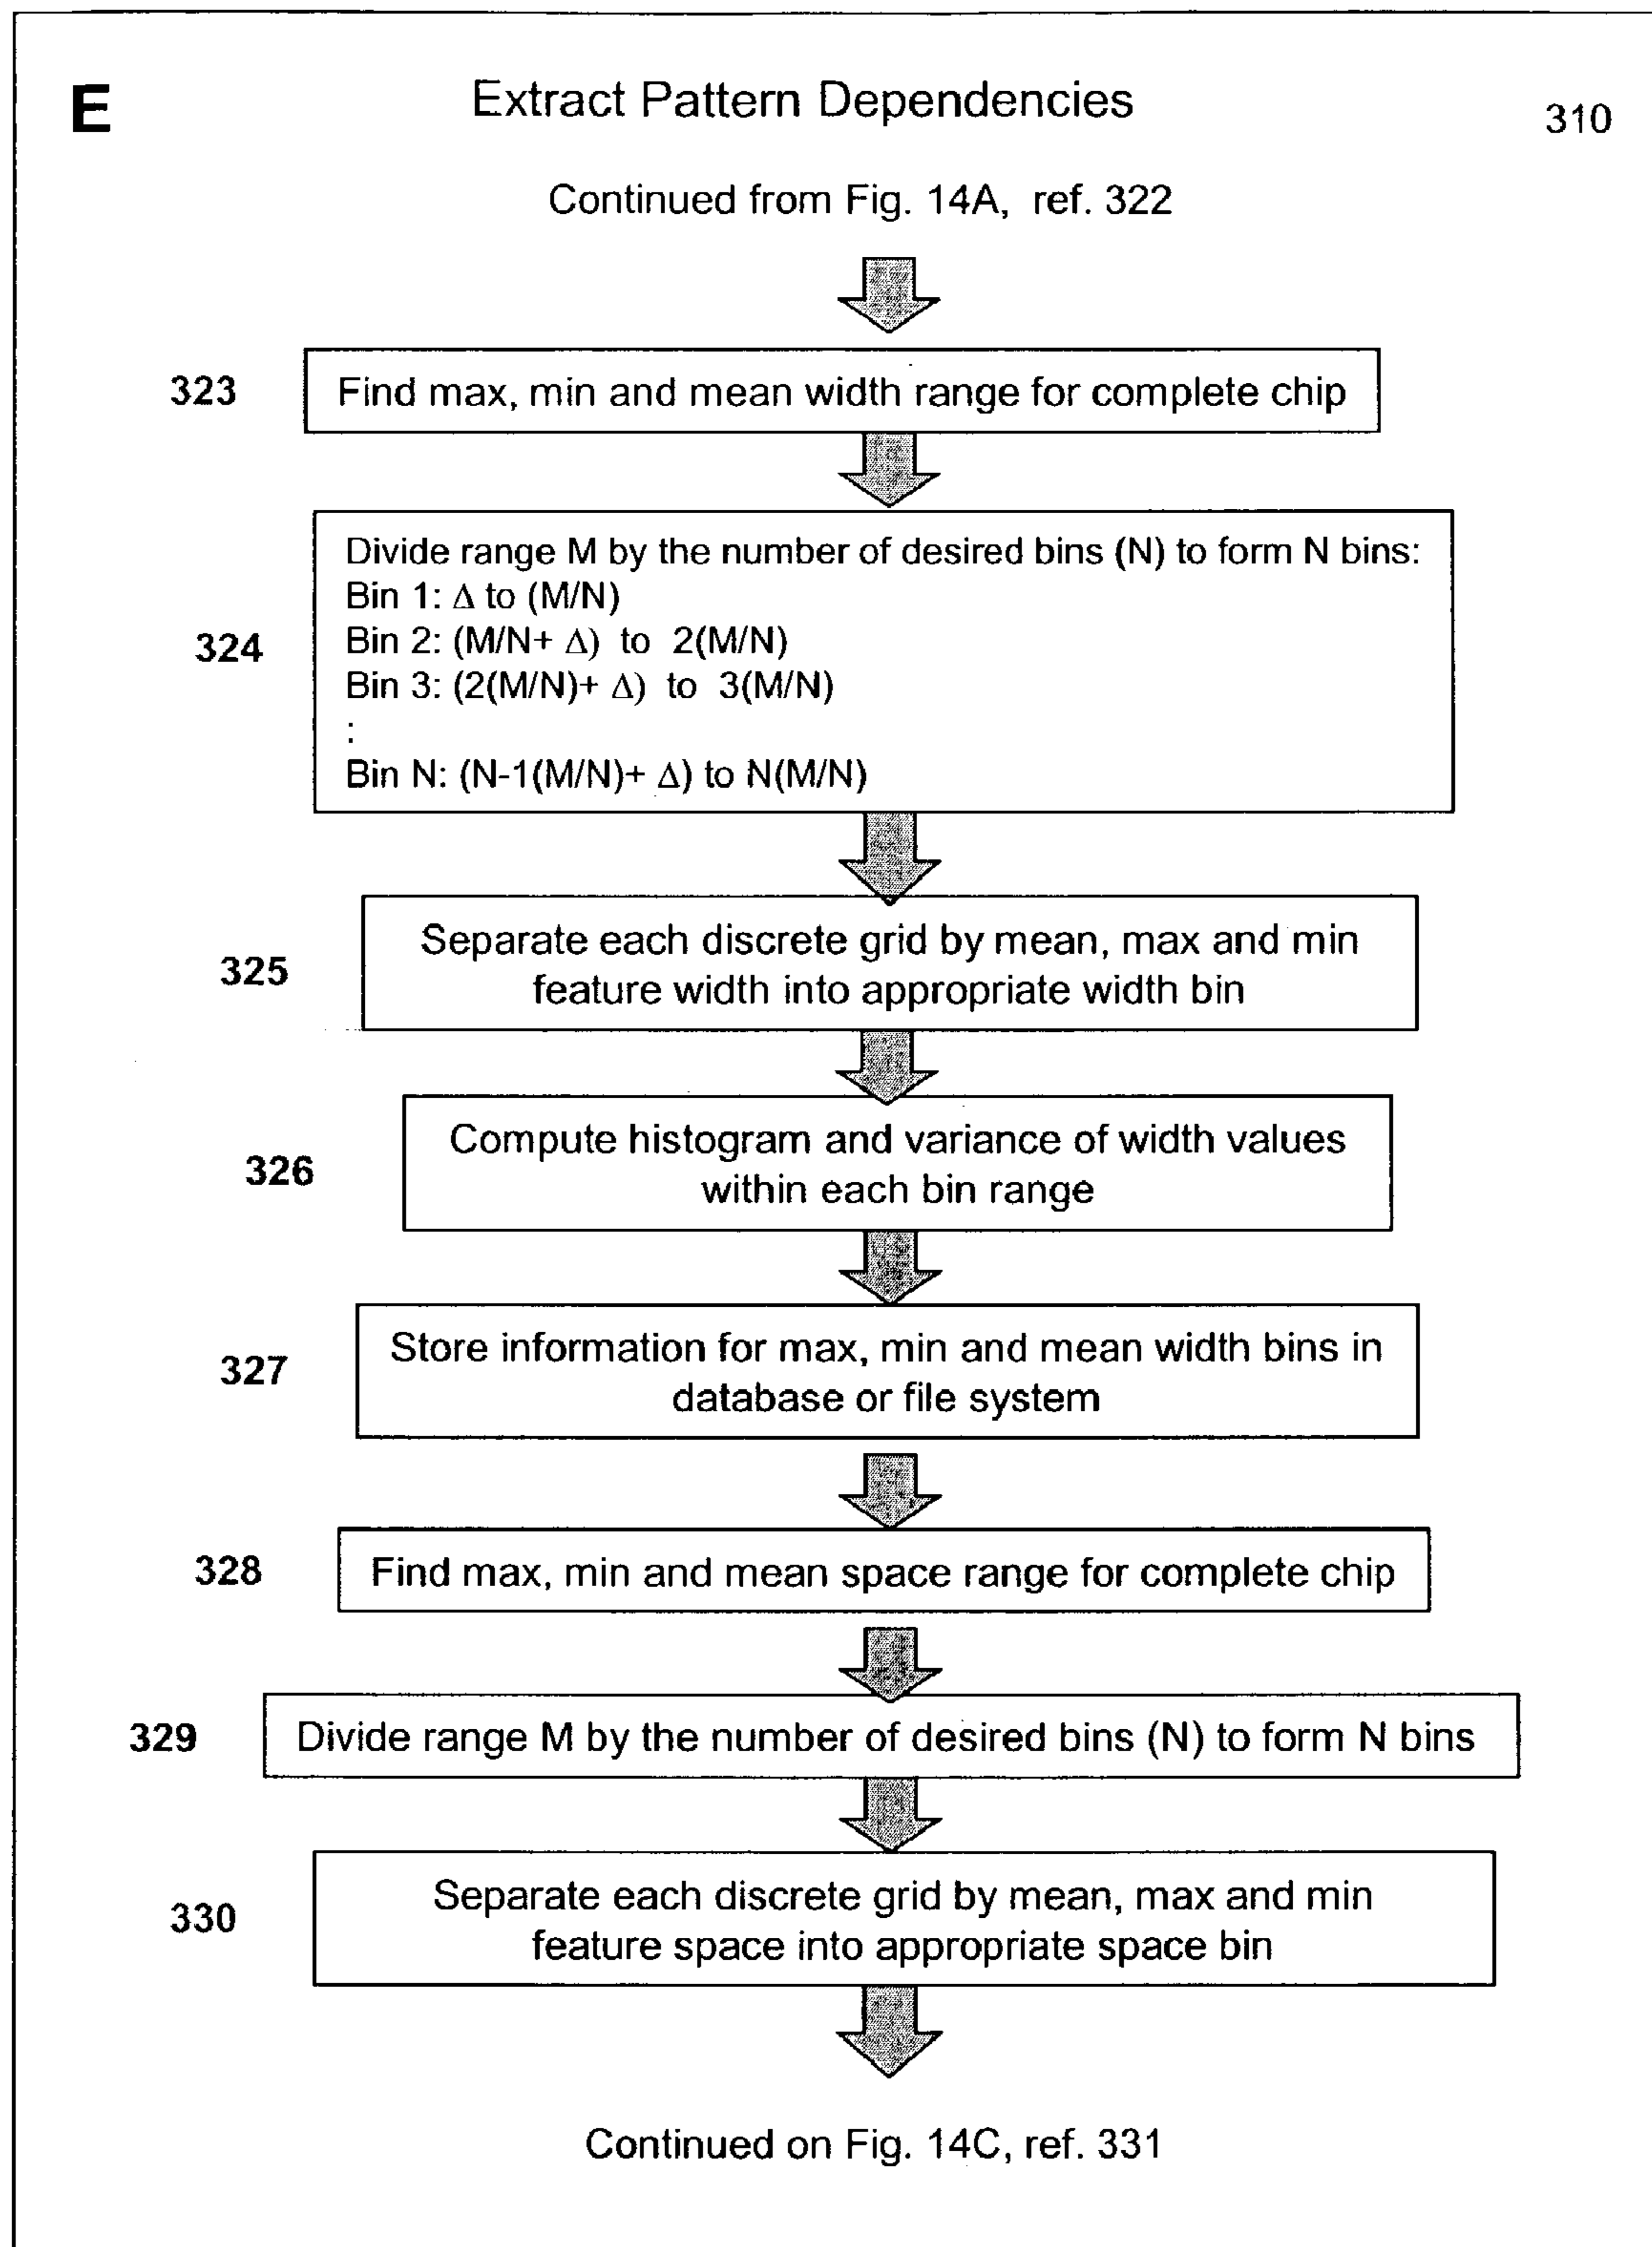 E
Extract Pattern Dependencies
310
Continued from Fig. 14A, ref. 322
323
Find max, min and mean width range for complete chip
324
Divide range M by the number of desired bins (N) to form N bins:
Bin 1: Δ to (M/N)
Bin 2: (M/N+ Δ) to 2(M/N)
Bin 3: (2(M/N)+ Δ) to 3(M/N)
:
Bin N: (N-1(M/N)+ Δ) to N(M/N)
325
Separate each discrete grid by mean, max and min
feature width into appropriate width bin
326
Compute histogram and variance of width values
within each bin range
327
Store information for max, min and mean width bins in
database or file system
328
Find max, min and mean space range for complete chip
329
Divide range M by the number of desired bins (N) to form N bins
330
Separate each discrete grid by mean, max and min
feature space into appropriate space bin
Continued on Fig. 14C, ref. 331